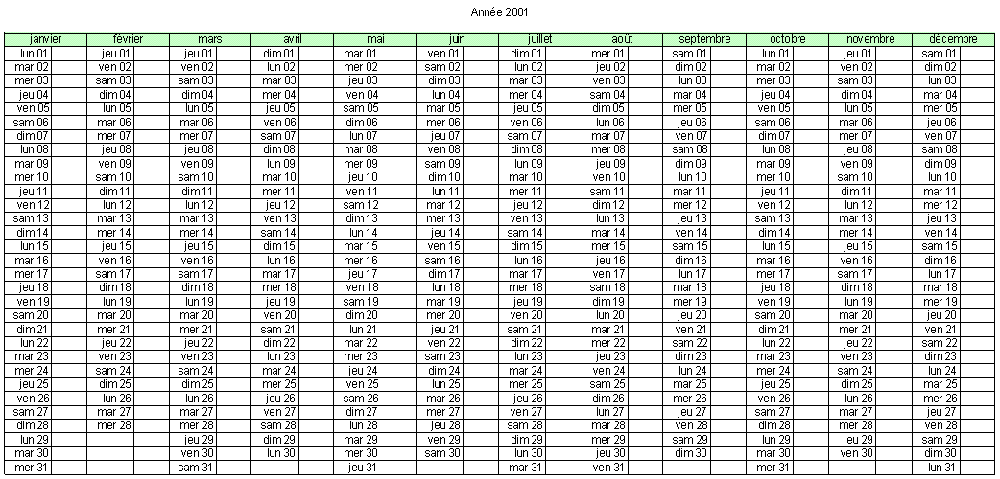 Année 2001
janvier février mars avril mai juin juillet août septembre octobre novembre décembre
lun 01 jeu 01 jeu 01 dim 01 mar 01 ven 01 dim 01 mer 01 sam 01 lun 01 jeu 01 sam 01
mar 02 ven 02 ven 02 lun 02 mer 02 sam 02 lun 02 jeu 02 dim 02 mar 02 ven 02 dim 02
mer 03 sam 03 sam 03 mar 03 jeu 03 dim 03 mar 03 ven 03 lun 03 mer 03 sam 03 lun 03
jeu 04 dim 04 dim 04 mer 04 ven 04 lun 04 mer 04 sam 04 mar 04 jeu 04 dim 04 mar 04
ven 05 lun 05 lun 05 jeu 05 sam 05 mar 05 jeu 05 dim 05 mer 05 ven 05 lun 05 mer 05
sam 06 mar 06 mar 06 ven 06 dim 06 mer 06 ven 06 lun 06 jeu 06 sam 06 mar 06 jeu 06
dim 07 mer 07 mer 07 sam 07 lun 07 jeu 07 sam 07 mar 07 ven 07 dim 07 mer 07 ven 07
lun 08 jeu 08 jeu 08 dim 08 mar 08 ven 08 dim 08 mer 08 sam 08 lun 08 jeu 08 sam 08
mar 09 ven 09 ven 09 lun 09 mer 09 sam 09 lun 09 jeu 09 dim 09 mar 09 ven 09 dim 09
mer 10 sam 10 sam 10 mar 10 jeu 10 dim 10 mar 10 ven 10 lun 10 mer 10 sam 10 lun 10
jeu 11 dim 11 dim 11 mer 11 ven 11 lun 11 mer 11 sam 11 mar 11 jeu 11 dim 11 mar 11
ven 12 lun 12 lun 12 jeu 12 sam 12 mar 12 jeu 12 dim 12 mer 12 ven 12 lun 12 mer 12
sam 13 mar 13 mar 13 ven 13 dim 13 mer 13 ven 13 lun 13 jeu 13 sam 13 mar 13 jeu 13
dim 14 mer 14 mer 14 sam 14 lun 14 jeu 14 sam 14 mar 14 ven 14 dim 14 mer 14 ven 14
lun 15 jeu 15 jeu 15 dim 15 mar 15 ven 15 dim 15 mer 15 sam 15 lun 15 jeu 15 sam 15
mar 16 ven 16 ven 16 lun 16 mer 16 sam 16 lun 16 jeu 16 dim 16 mar 16 ven 16 dim 16
mer 17 sam 17 sam 17 mar 17 jeu 17 dim 17 mar 17 ven 17 lun 17 mer 17 sam 17 lun 17
jeu 18 dim 18 dim 18 mer 18 ven 18 lun 18 mer 18 sam 18 mar 18 jeu 18 dim 18 mar 18
ven 19 lun 19 lun 19 jeu 19 sam 19 mar 19 jeu 19 dim 19 mer 19 ven 19 lun 19 mer 19
sam 20 mar 20 mar 20 ven 20 dim 20 mer 20 ven 20 lun 20 jeu 20 sam 20 mar 20 jeu 20
dim 21 mer 21 mer 21 sam 21 lun 21 jeu 21 sam 21 mar 21 ven 21 dim 21 mer 21 ven 21
lun 22 jeu 22 jeu 22 dim 22 mar 22 ven 22 dim 22 mer 22 sam 22 lun 22 jeu 22 sam 22
mar 23 ven 23 ven 23 lun 23 mer 23 sam 23 lun 23 jeu 23 dim 23 mar 23 ven 23 dim 23
mer 24 sam 24 sam 24 mar 24 jeu 24 dim 24 mar 24 ven 24 lun 24 mer 24 sam 24 lun 24
jeu 25 dim 25 dim 25 mer 25 ven 25 lun 25 mer 25 sam 25 mar 25 jeu 25 dim 25 mar 25
ven 26 lun 26 lun 26 jeu 26 sam 26 mar 26 jeu 26 dim 26 mer 26 ven 26 lun 26 mer 26
sam 27 mar 27 mar 27 ven 27 dim 27 mer 27 ven 27 lun 27 jeu 27 sam 27 mar 27 jeu 27
dim 28 mer 28 mer 28 sam 28 lun 28 jeu 28 sam 28 mar 28 ven 28 dim 28 mer 28 ven 28
lun 29 jeu 29 dim 29 mar 29 ven 29 dim 29 mer 29 sam 29 lun 29 jeu 29 sam 29
mar 30 ven 30 lun 30 mer 30 sam 30 lun 30 jeu 30 dim 30 mar 30 ven 30 dim 30
mer 31 sam 31 jeu 31 mar 31 ven 31 mer 31 lun 31